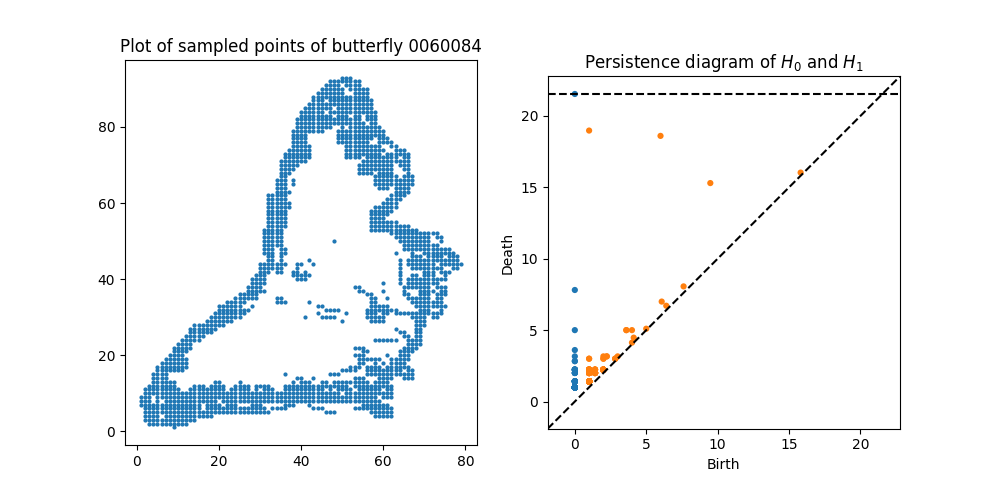 Plot of sampled points of butterfly 0060084
80
60
40
20
0
0 20 40 60 80
Persistence diagram of H₀ and H₁
Death
20
15
10
5
0
0 5 10 15 20
Birth